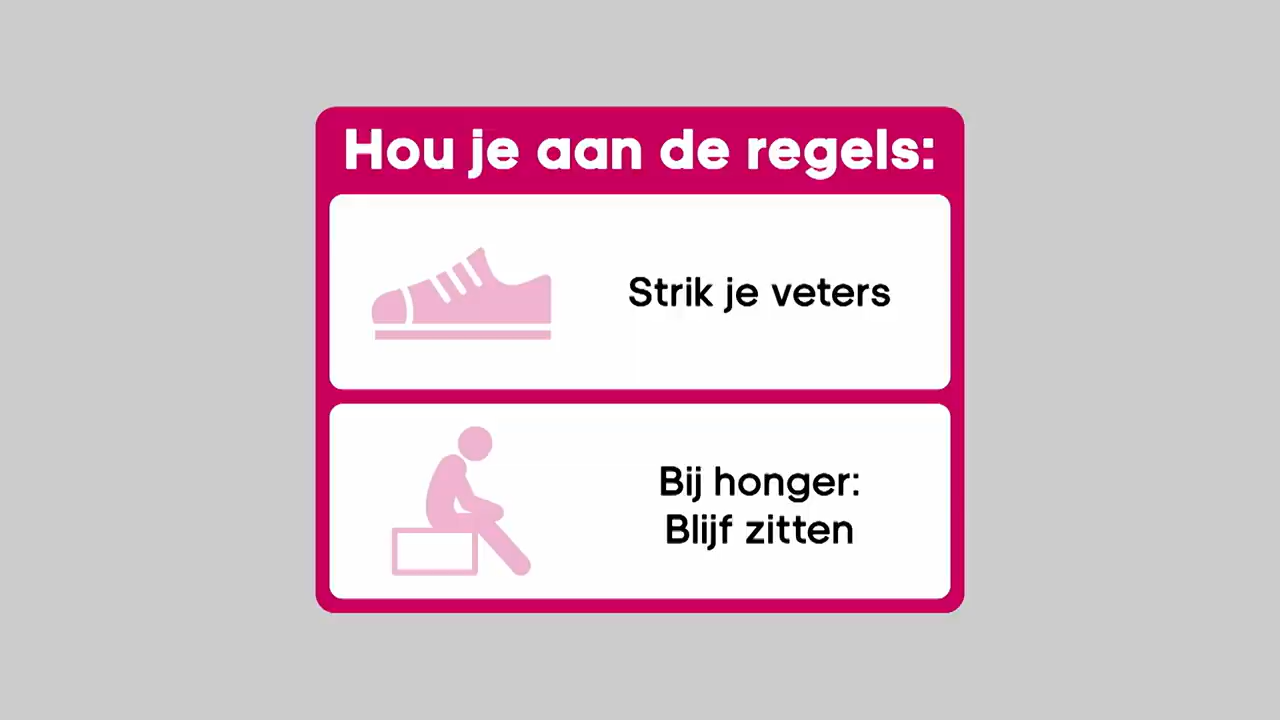 Hou je aan de regels:
Strik je veters
Bij honger:
Blijf zitten